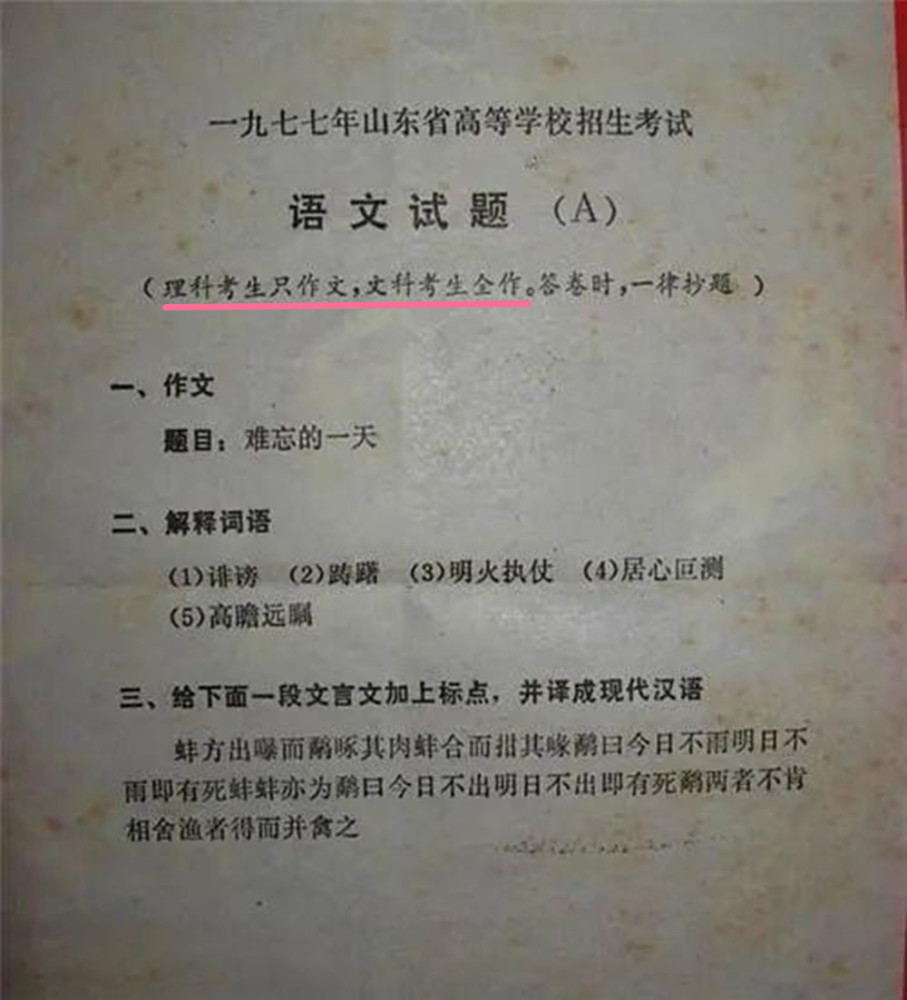 一九七七年山东省高等学校招生考试
语文试题 (A)
(理科考生只作文,文科考生全作。答卷时,一律抄题)
一、作文
题目:难忘的一天
二、解释词语
(1)诽谤 (2)踌躇 (3)明火执仗 (4)居心叵测
(5)高瞻远瞩
三、给下面一段文言文加上标点,并译成现代汉语
蚌方出曝而鹬啄其肉蚌合而拑其喙鹬曰今日不雨明日不
雨即有死蚌蚌亦为鹬曰今日不出明日不出即有死鹬两者不肯
相舍渔者得而并禽之